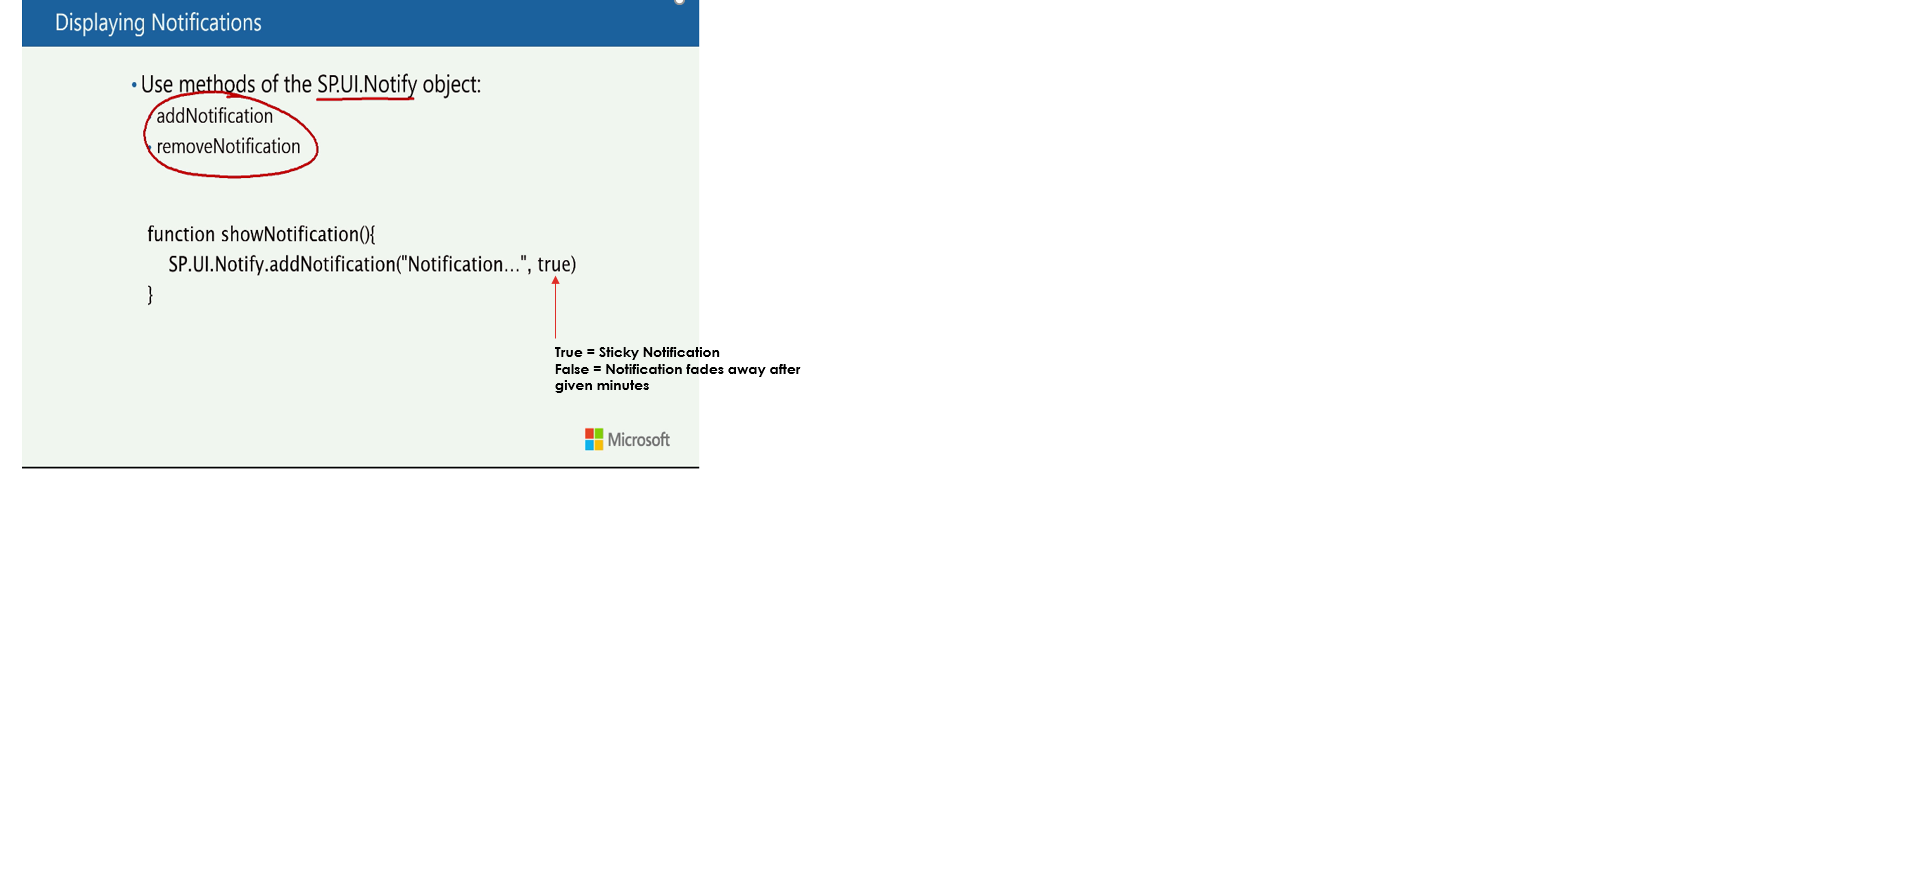 Displaying Notifications
• Use methods of the SP.UI.Notify object:
addNotification
• removeNotification
function showNotification(){
SP.UI.Notify.addNotification("Notification...", true)
}
True = Sticky Notification
False = Notification fades away after
given minutes
Microsoft